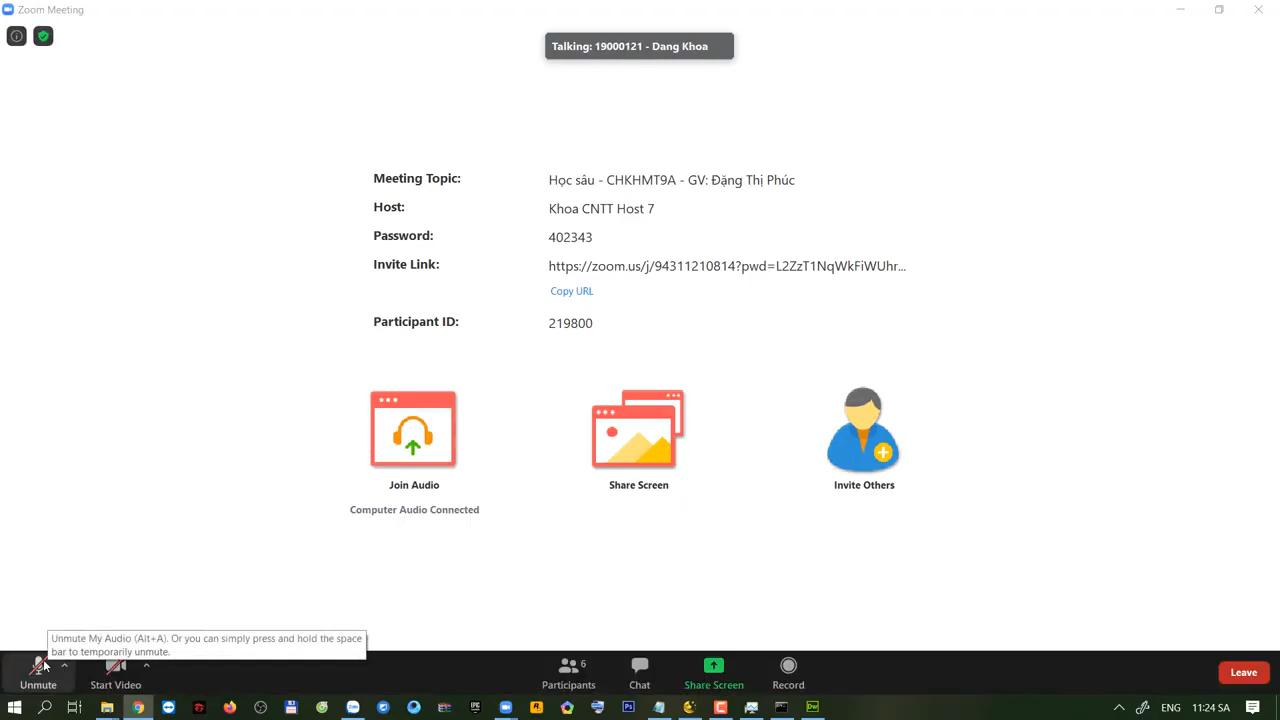 Zoom Meeting
Talking: 19000121 - Dang Khoa
Meeting Topic: Học sâu - CHKHMT9A - GV: Đặng Thị Phúc
Host: Khoa CNTT Host 7
Password: 402343
Invite Link: https://zoom.us/j/94311210814?pwd=L2ZzT1NqWkFiWUhr...
Copy URL
Participant ID: 219800
Join Audio Share Screen Invite Others
Computer Audio Connected
Unmute My Audio (Alt+A). Or you can simply press and hold the space
bar to temporarily unmute.
6
Unmute Start Video Participants Chat Share Screen Record Leave
EPIC R Ps Dw ENG 11:24 SA